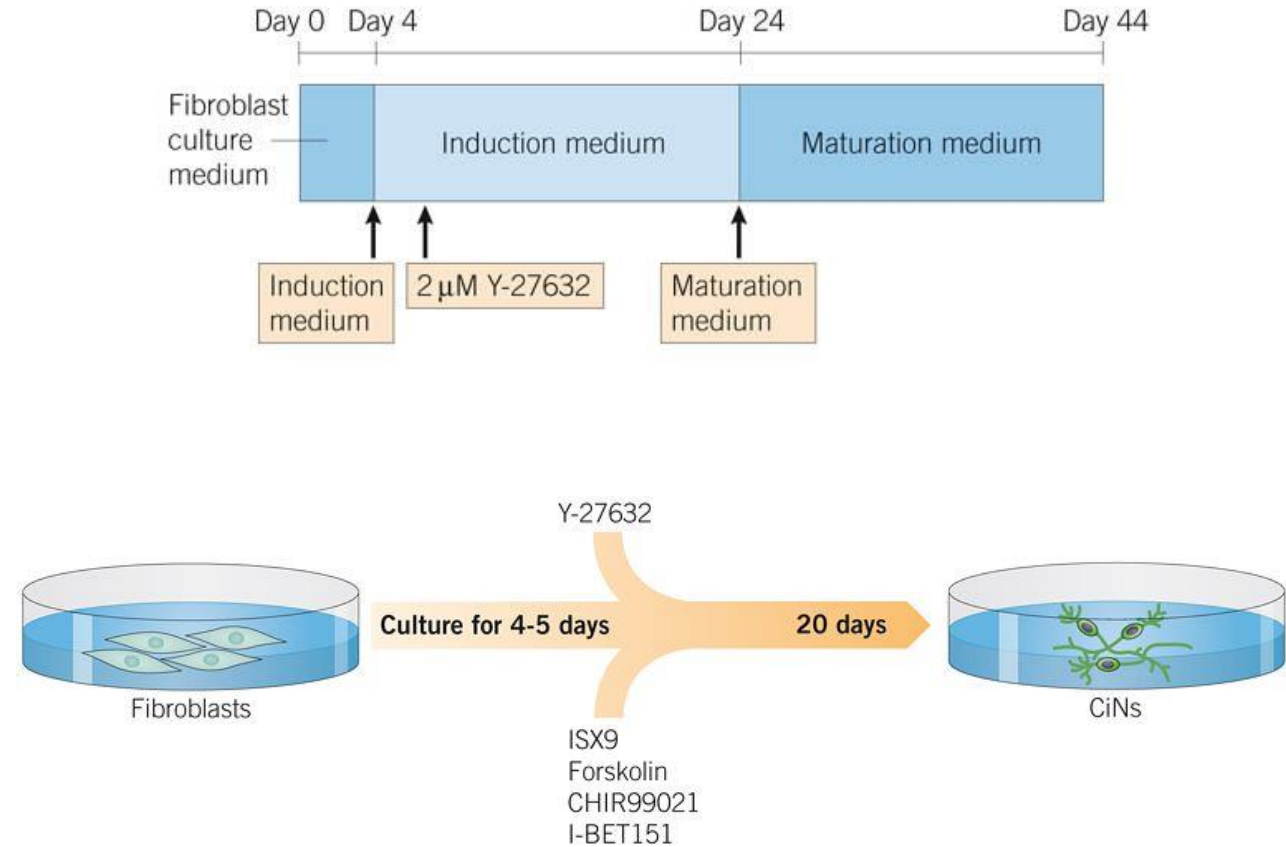 Day 0 Day 4 Day 24 Day 44
Fibroblast
culture
medium
Induction medium
Maturation medium
Induction
medium
2 μM Y-27632
Maturation
medium
Y-27632
Culture for 4-5 days
20 days
Fibroblasts
CiNs
ISX9
Forskolin
CHIR99021
I-BET151